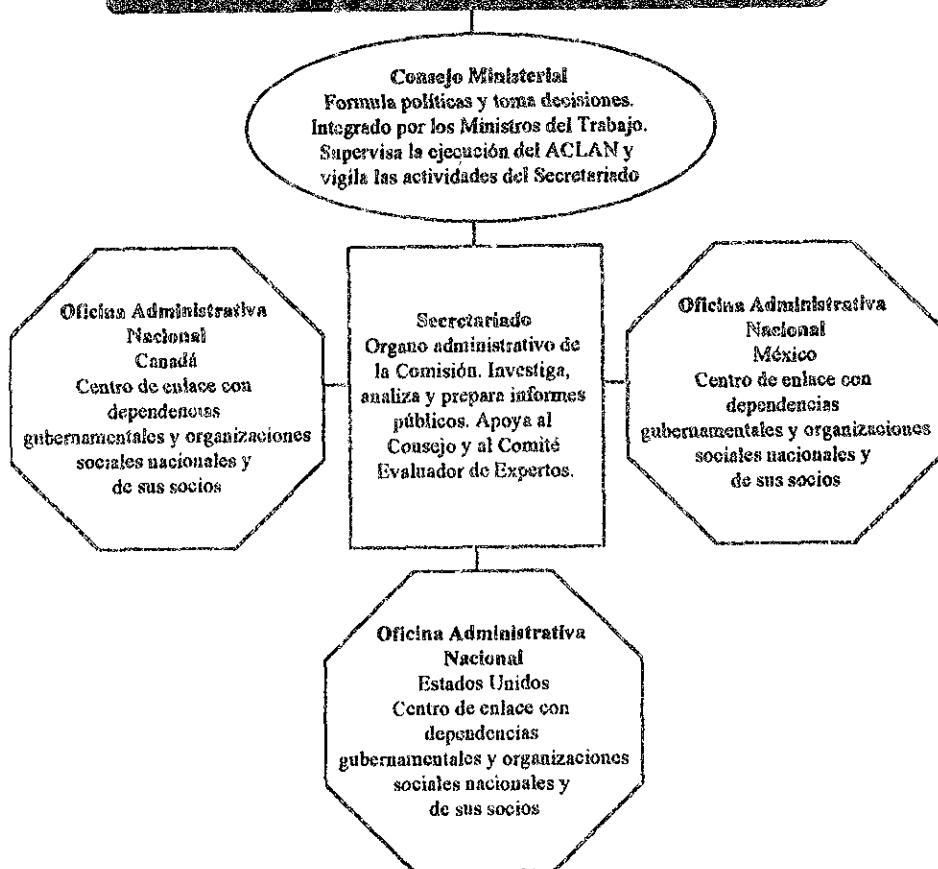 Consejo Ministerial
Formula políticas y toma decisiones.
Integrado por los Ministros del Trabajo.
Supervisa la ejecución del ACLAN y
vigila las actividades del Secretariado
Oficina Administrativa
Nacional
Canadá
Centro de enlace con
dependencias
gubernamentales y organizaciones
sociales nacionales y
de sus socios
Secretariado
Organo administrativo de
la Comisión. Investiga,
analiza y prepara informes
públicos. Apoya al
Consejo y al Comité
Evaluador de Expertos.
Oficina Administrativa
Nacional
México
Centro de enlace con
dependencias
gubernamentales y organizaciones
sociales nacionales y
de sus socios
Oficina Administrativa
Nacional
Estados Unidos
Centro de enlace con
dependencias
gubernamentales y organizaciones
sociales nacionales y
de sus socios